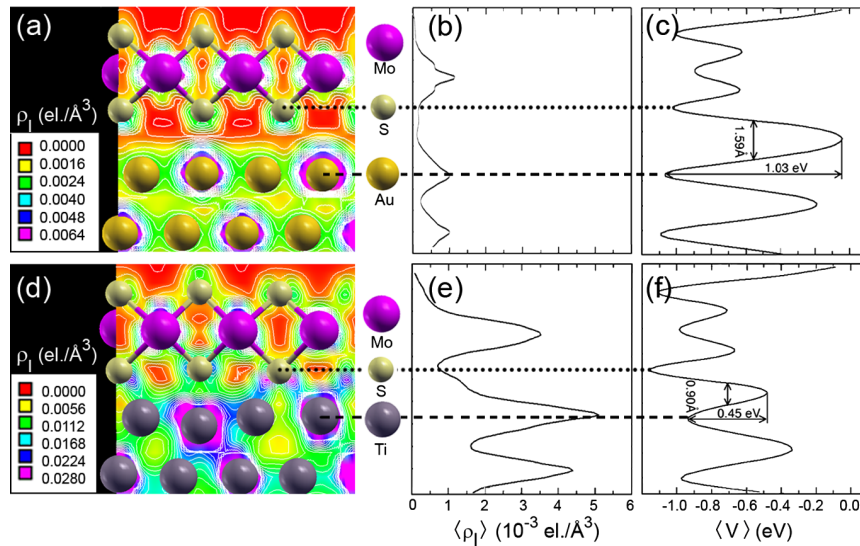 (a)
ρI (el./Å³)
0.0000
0.0016
0.0024
0.0040
0.0048
0.0064
Mo
S
Au
(b)
(c)
1.59Å
1.03 eV
(d)
ρI (el./Å³)
0.0000
0.0056
0.0112
0.0168
0.0224
0.0280
Mo
S
Ti
(e)
(f)
0.90Å
0.45 eV
0 1 2 3 4 5 6
⟨ρI⟩ (10⁻³ el./Å³)
-1.0 -0.8 -0.6 -0.4 -0.2 0.0
⟨V⟩ (eV)